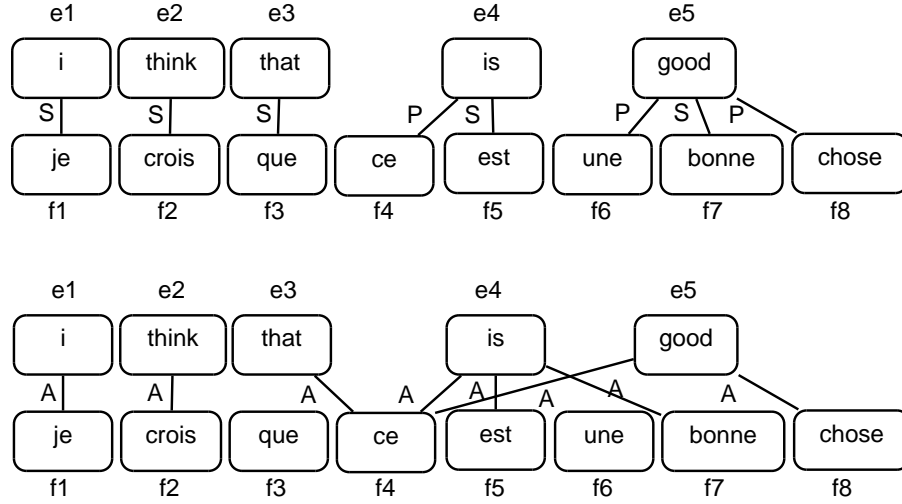 e1 e2 e3 e4 e5
i think that is good
S S S P S P S P
je crois que ce est une bonne chose
f1 f2 f3 f4 f5 f6 f7 f8
e1 e2 e3 e4 e5
i think that is good
A A A A A A A A
je crois que ce est une bonne chose
f1 f2 f3 f4 f5 f6 f7 f8